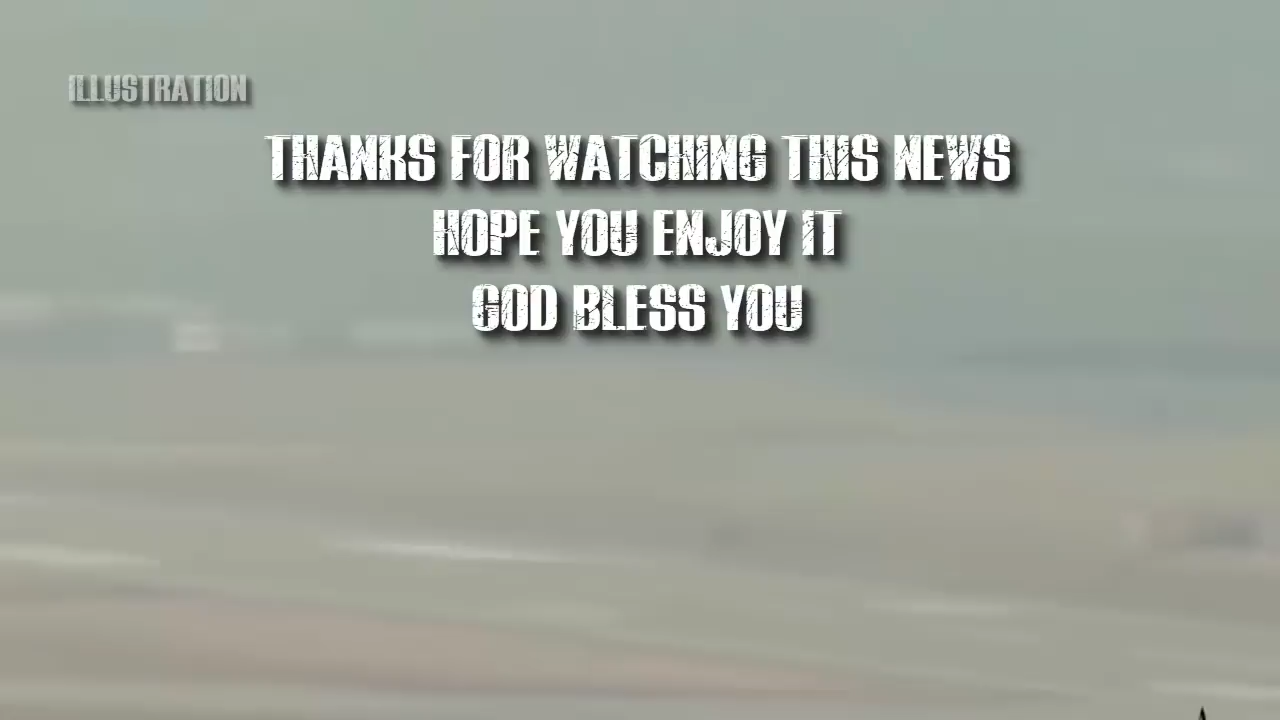 ILLUSTRATION
THANKS FOR WATCHING THIS NEWS
HOPE YOU ENJOY IT
GOD BLESS YOU